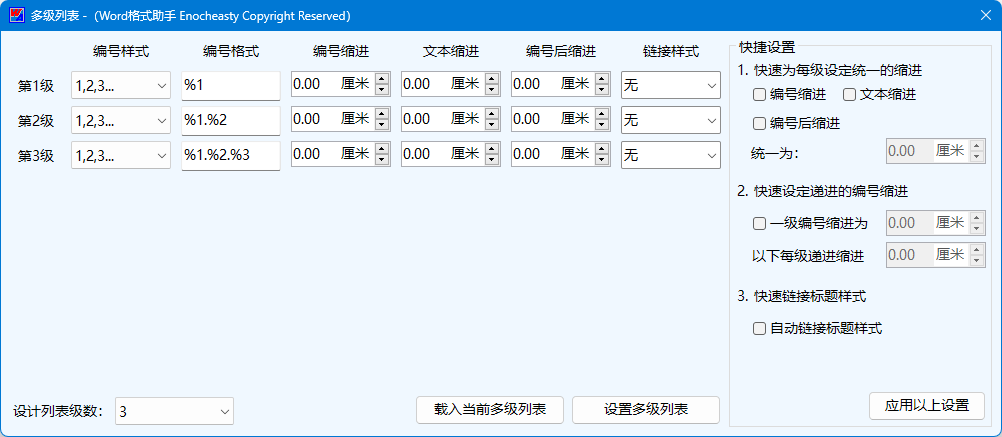 多级列表 -（Word格式助手 Enocheasty Copyright Reserved）
编号样式 编号格式 编号缩进 文本缩进 编号后缩进 链接样式
第1级 1,2,3... %1 0.00 厘米 0.00 厘米 0.00 厘米 无
第2级 1,2,3... %1.%2 0.00 厘米 0.00 厘米 0.00 厘米 无
第3级 1,2,3... %1.%2.%3 0.00 厘米 0.00 厘米 0.00 厘米 无
设计列表级数： 3 载入当前多级列表 设置多级列表
快捷设置
1. 快速为每级设定统一的缩进
编号缩进 文本缩进
编号后缩进
统一为： 0.00 厘米
2. 快速设定递进的编号缩进
一级编号缩进为 0.00 厘米
以下每级递进缩进 0.00 厘米
3. 快速链接标题样式
自动链接标题样式
应用以上设置